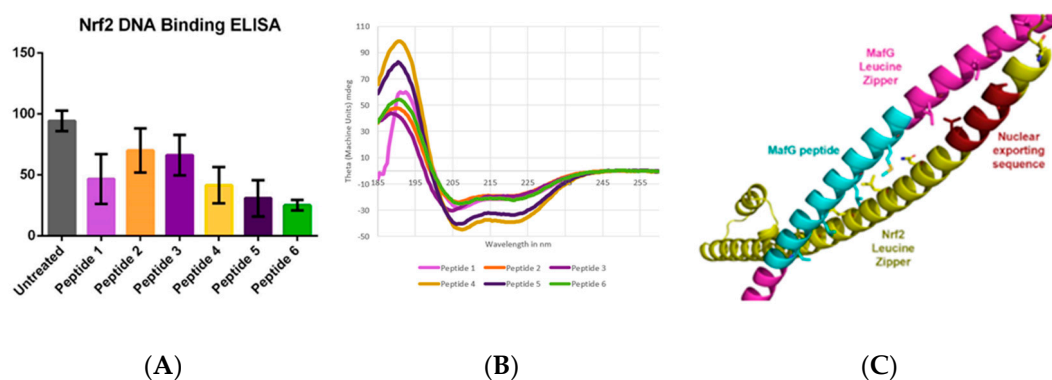 Nrf2 DNA Binding ELISA
150
100
50
0
Untreated
Peptide 1
Peptide 2
Peptide 3
Peptide 4
Peptide 5
Peptide 6
(A)
Theta (Machine Units) mdeg
110
90
70
50
30
10
-10
-30
-50
185 195 205 215 225 235 245 255
Wavelength in nm
Peptide 1 Peptide 2 Peptide 3
Peptide 4 Peptide 5 Peptide 6
(B)
MafG
Leucine
Zipper
MafG peptide
Nuclear
exporting
sequence
Nrf2
Leucine
Zipper
(C)